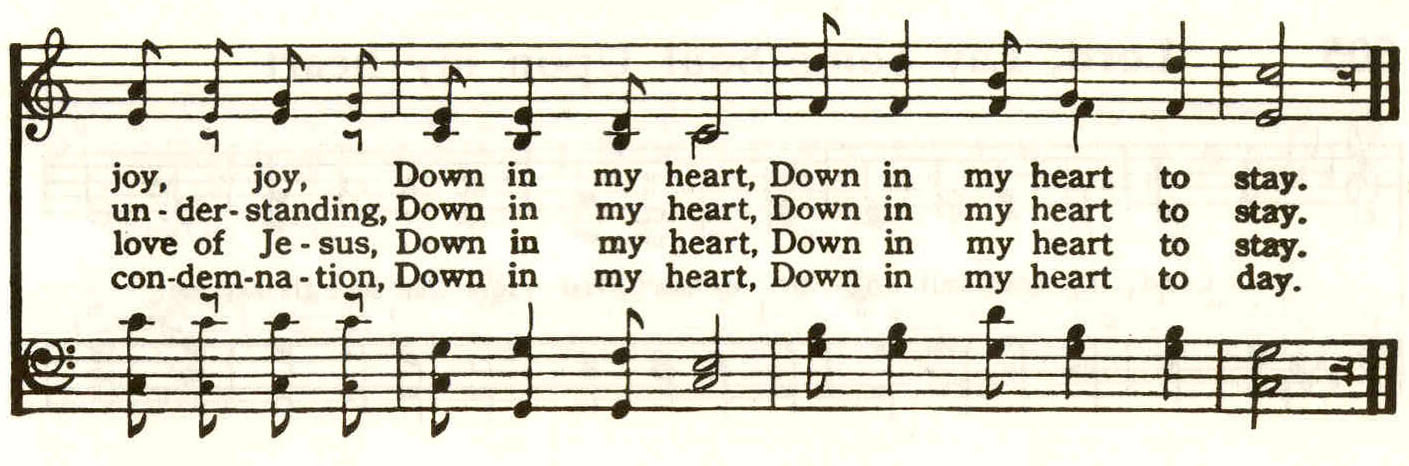 joy, joy, Down in my heart, Down in my heart to stay.
un - der - standing, Down in my heart, Down in my heart to stay.
love of Je - sus, Down in my heart, Down in my heart to stay.
con-dem-na - tion, Down in my heart, Down in my heart to day.